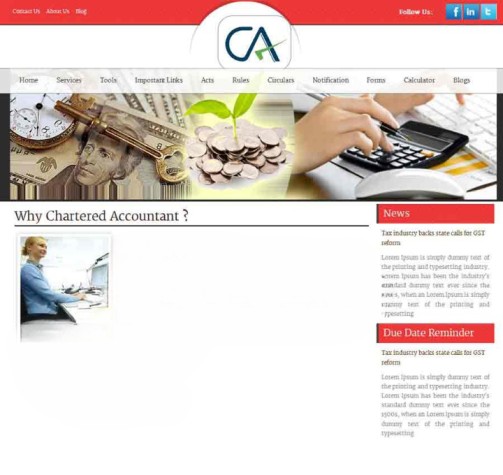 Contact Us About Us Blog
Follow Us:
f in t
CA
Home Services Tools Important Links Acts Rules Circulars Notification Forms Calculator Blogs
Why Chartered Accountant ?
News
Tax industry backs state calls for GST
reform
Lorem Ipsum is simply dummy text of
the printing and typesetting industry.
Lorem Ipsum has been the industry's
standard dummy text ever since the
when an Lorem Ipsum is simply
dummy text of the printing and
typesetting
Due Date Reminder
Tax industry backs state calls for GST
reform
Lorem Ipsum is simply dummy text of
the printing and typesetting industry.
Lorem Ipsum has been the industry's
standard dummy text ever since the
1500s, when an Lorem Ipsum is simply
dummy text of the printing and
typesetting